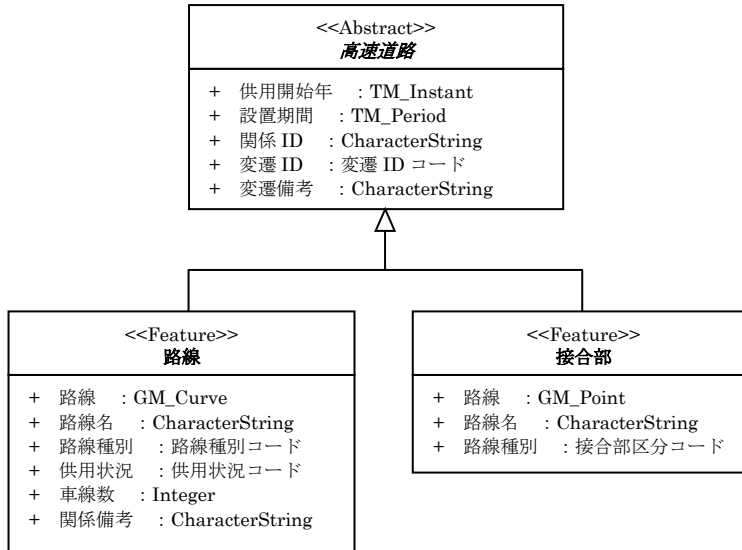 <<Abstract>>
高速道路
+ 供用開始年 : TM_Instant
+ 設置期間 : TM_Period
+ 関係 ID : CharacterString
+ 変遷 ID : 変遷 ID コード
+ 変遷備考 : CharacterString
<<Feature>>
路線
+ 路線 : GM_Curve
+ 路線名 : CharacterString
+ 路線種別 : 路線種別コード
+ 供用状況 : 供用状況コード
+ 車線数 : Integer
+ 関係備考 : CharacterString
<<Feature>>
接合部
+ 路線 : GM_Point
+ 路線名 : CharacterString
+ 路線種別 : 接合部区分コード